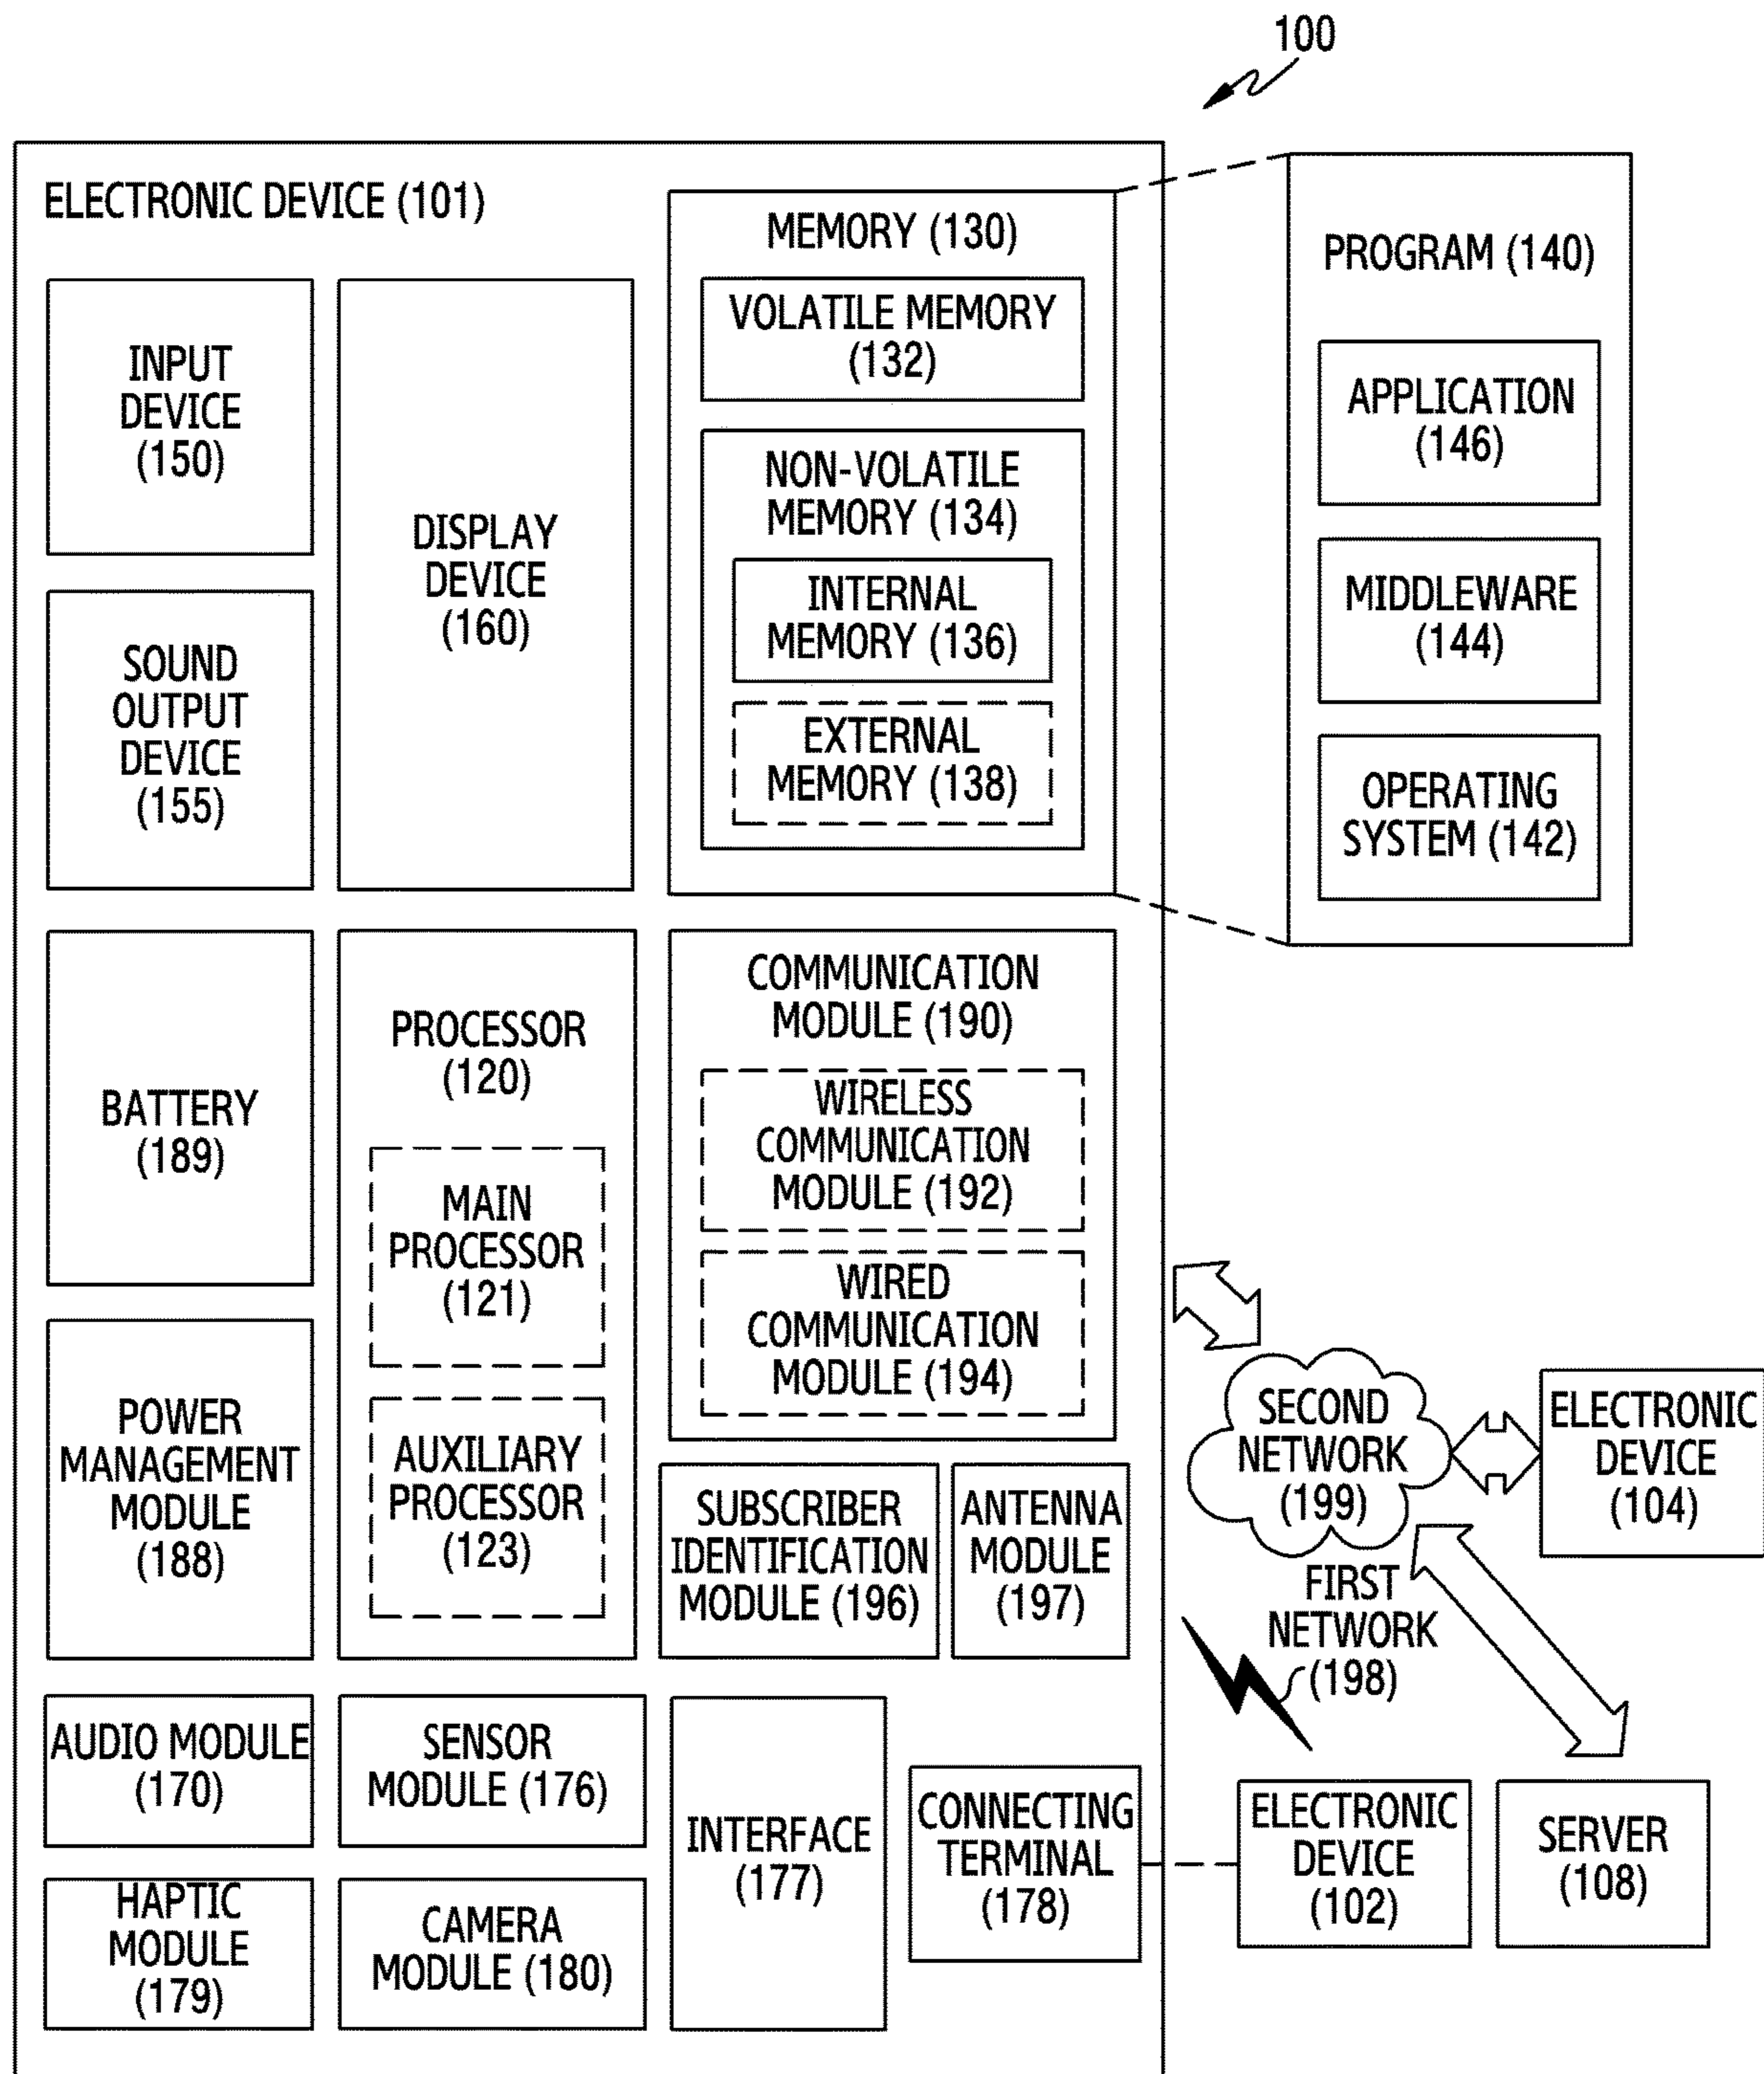 100
ELECTRONIC DEVICE (101)
INPUT
DEVICE
(150)
SOUND
OUTPUT
DEVICE
(155)
DISPLAY
DEVICE
(160)
MEMORY (130)
VOLATILE MEMORY
(132)
NON-VOLATILE
MEMORY (134)
INTERNAL
MEMORY (136)
EXTERNAL
MEMORY (138)
PROGRAM (140)
APPLICATION
(146)
MIDDLEWARE
(144)
OPERATING
SYSTEM (142)
BATTERY
(189)
POWER
MANAGEMENT
MODULE
(188)
PROCESSOR
(120)
MAIN
PROCESSOR
(121)
AUXILIARY
PROCESSOR
(123)
COMMUNICATION
MODULE (190)
WIRELESS
COMMUNICATION
MODULE (192)
WIRED
COMMUNICATION
MODULE (194)
SUBSCRIBER
IDENTIFICATION
MODULE (196)
ANTENNA
MODULE
(197)
SECOND
NETWORK
(199)
ELECTRONIC
DEVICE
(104)
FIRST
NETWORK
(198)
AUDIO MODULE
(170)
SENSOR
MODULE (176)
HAPTIC
MODULE
(179)
CAMERA
MODULE (180)
INTERFACE
(177)
CONNECTING
TERMINAL
(178)
ELECTRONIC
DEVICE
(102)
SERVER
(108)